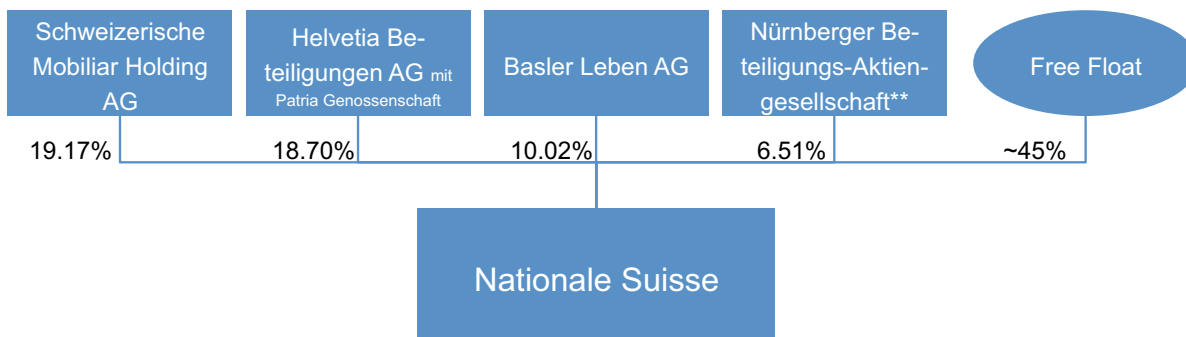 Schweizerische
Mobiliar Holding
AG
Helvetia Be-
teiligungen AG mit
Patria Genossenschaft
Basler Leben AG
Nürnberger Be-
teiligungs-Aktien-
gesellschaft**
Free Float
19.17%
18.70%
10.02%
6.51%
~45%
Nationale Suisse